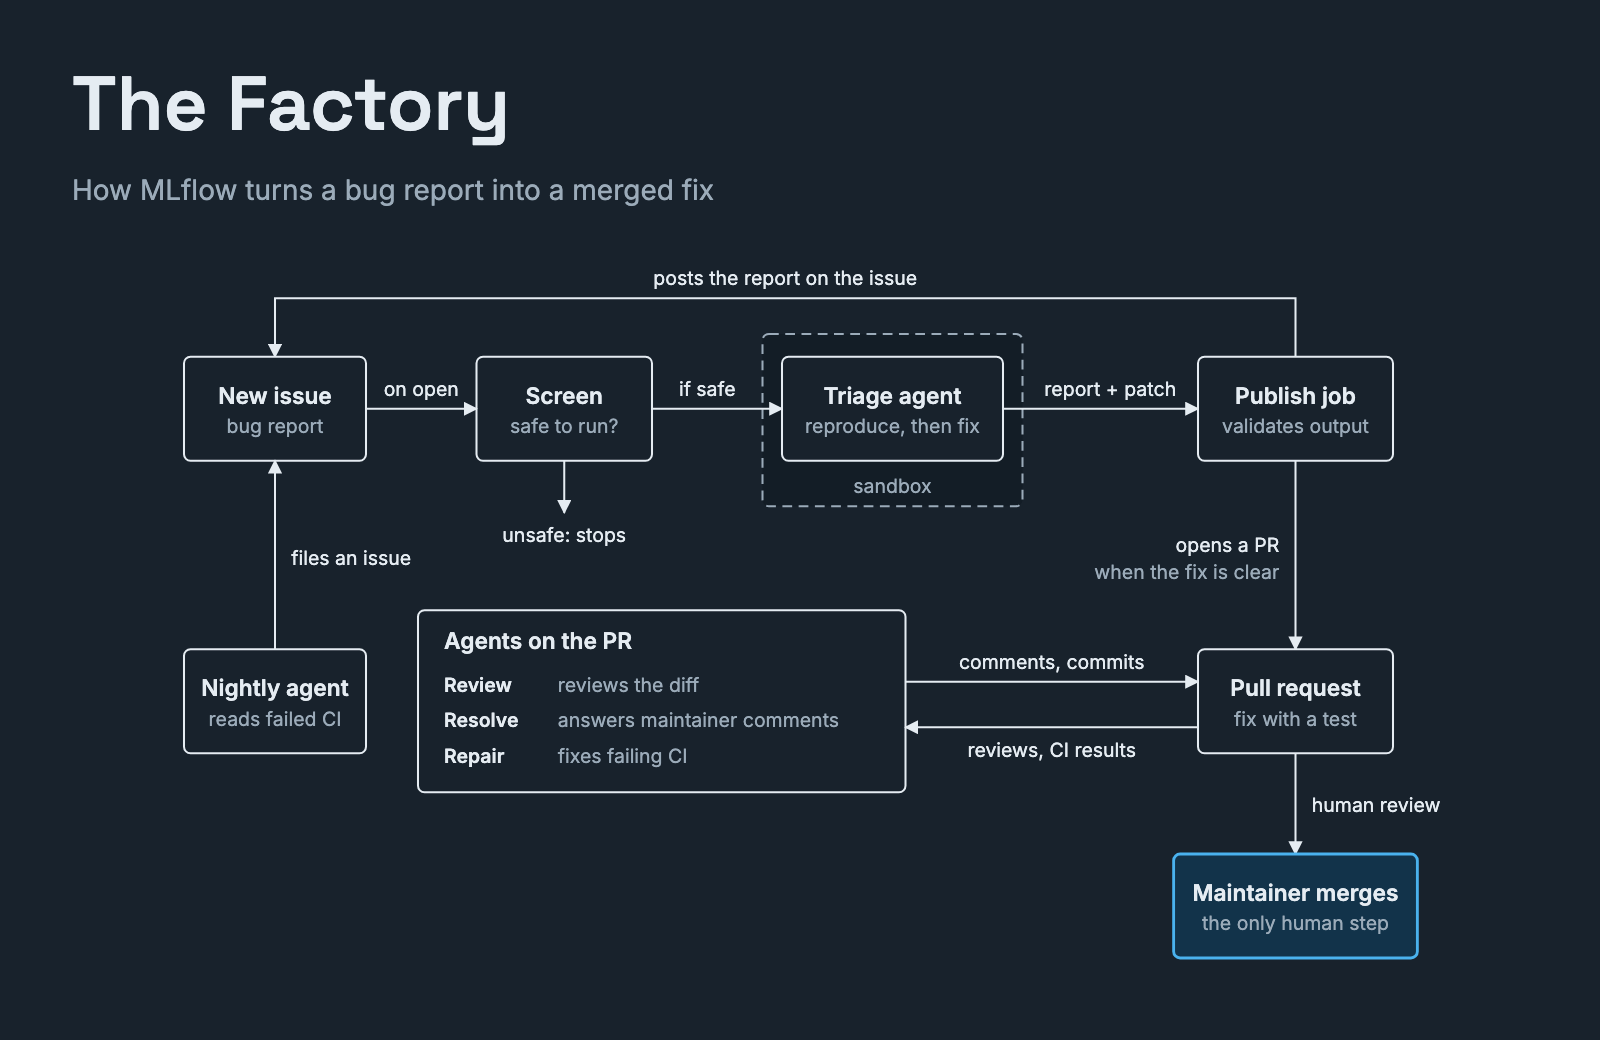 The Factory
How MLflow turns a bug report into a merged fix
posts the report on the issue
New issue
bug report
on open
Screen
safe to run?
if safe
Triage agent
reproduce, then fix
sandbox
report + patch
Publish job
validates output
unsafe: stops
files an issue
opens a PR
when the fix is clear
Nightly agent
reads failed CI
Agents on the PR
Review reviews the diff
Resolve answers maintainer comments
Repair fixes failing CI
comments, commits
reviews, CI results
Pull request
fix with a test
human review
Maintainer merges
the only human step